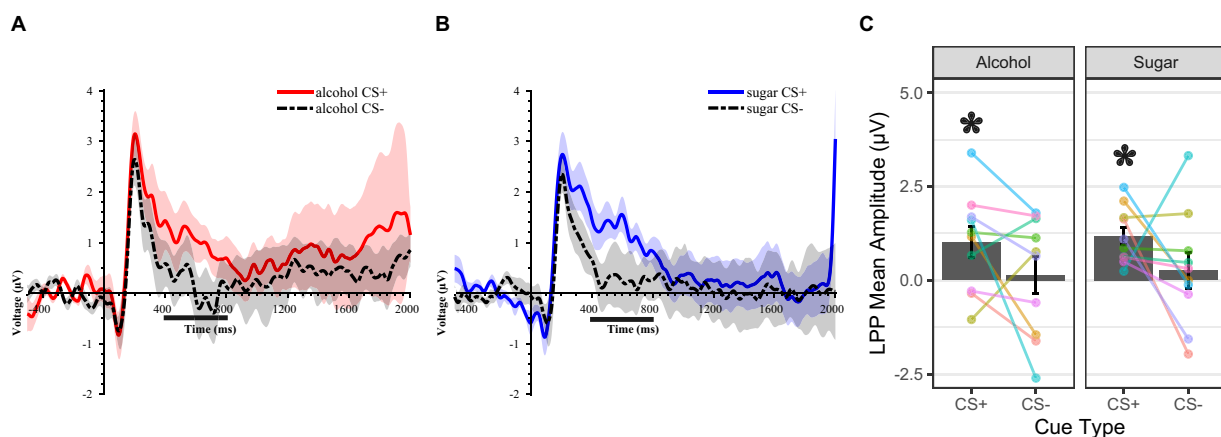 A
B
C
4
3
2
1
-1
-2
Voltage (µV)
-400
400
800
1200
1600
2000
Time (ms)
alcohol CS+
alcohol CS-
4
3
2
1
-1
-2
Voltage (µV)
-400
400
800
1200
1600
2000
Time (ms)
sugar CS+
sugar CS-
Alcohol
Sugar
LPP Mean Amplitude (µV)
5.0
2.5
0.0
-2.5
*
*
CS+
CS-
CS+
CS-
Cue Type